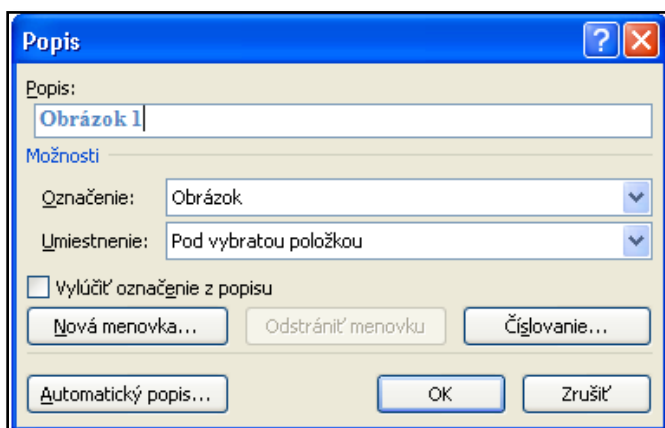 Popis
Popis:
Obrázok 1
Možnosti
Označenie: Obrázok
Umiestnenie: Pod vybratou položkou
Vylúčiť označenie z popisu
Nová menovka... Odstrániť menovku Číslovanie...
Automatický popis... OK Zrušiť